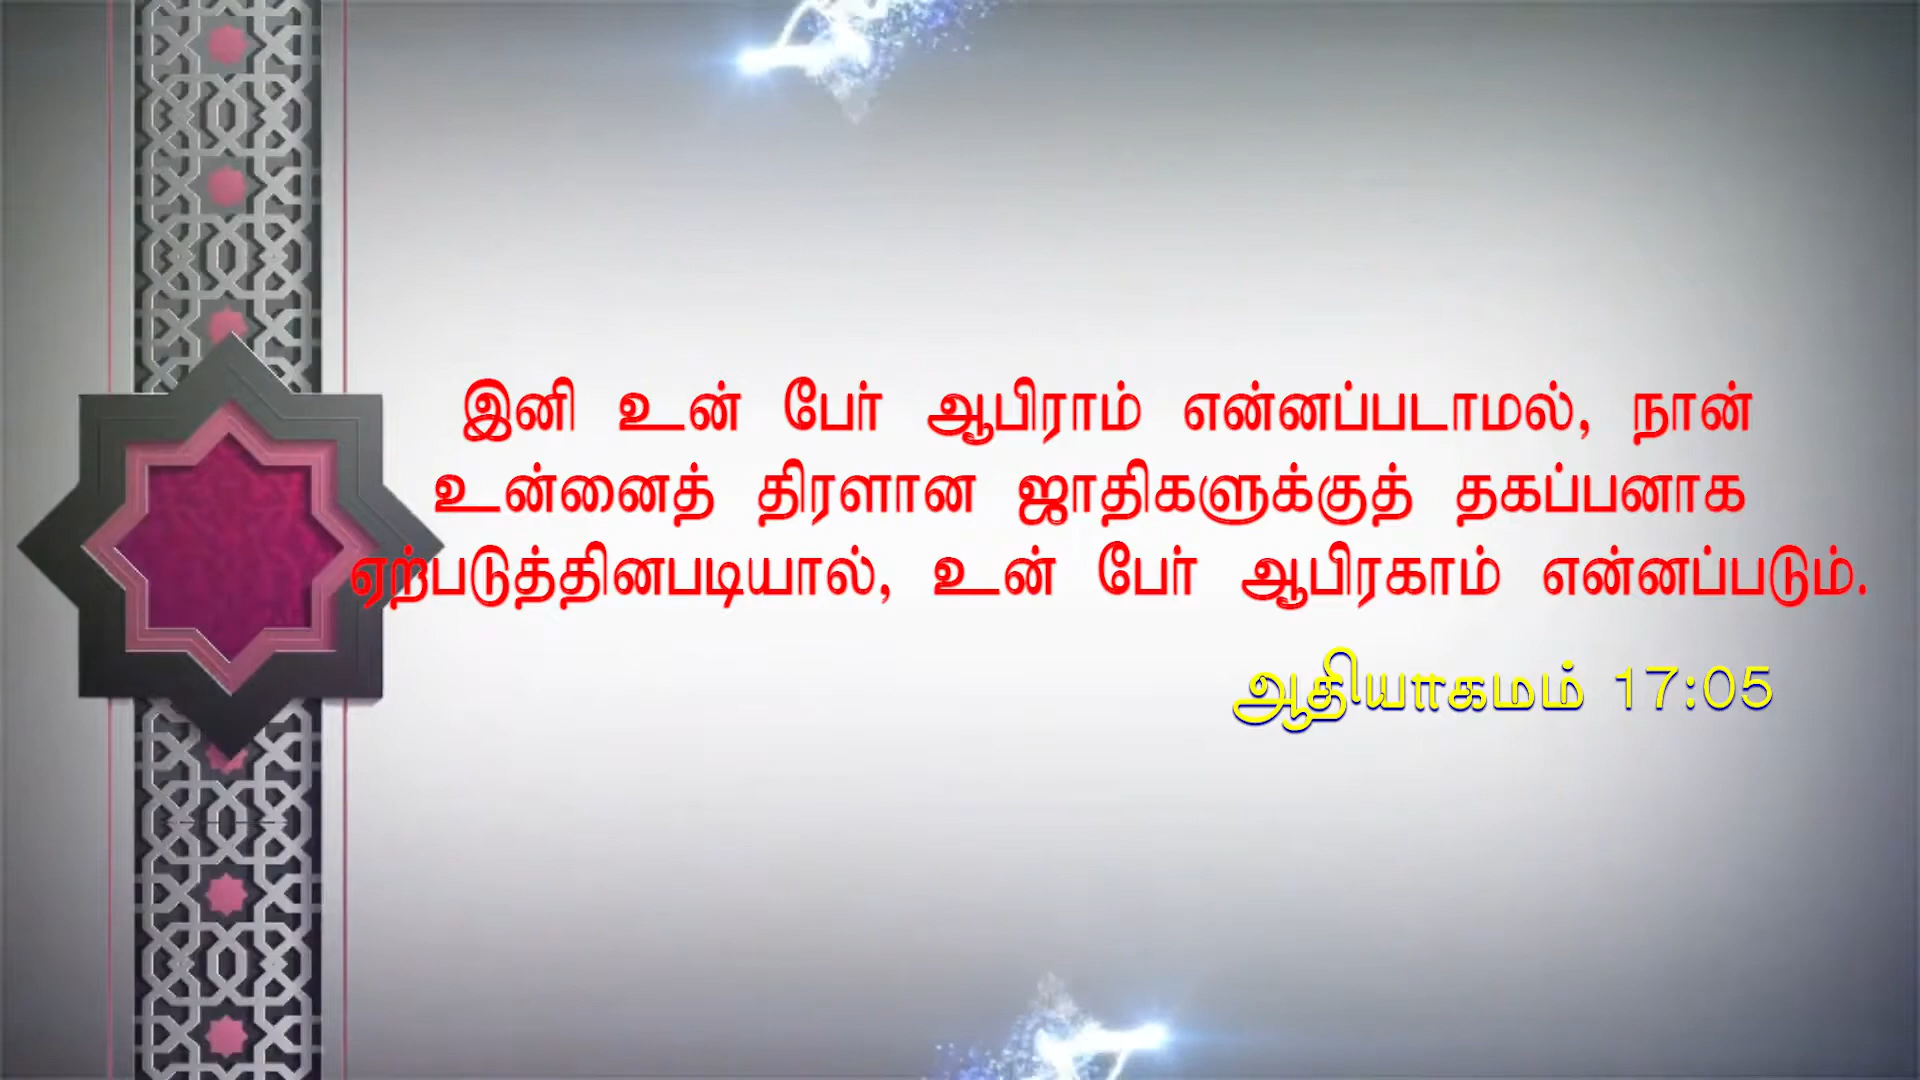 இனி உன் பேர் ஆபிராம் என்னப்படாமல், நான்
உன்னைத் திரளான ஜாதிகளுக்குத் தகப்பனாக
ஏற்படுத்தினபடியால், உன் பேர் ஆபிரகாம் என்னப்படும்.
ஆதியாகமம் 17:05